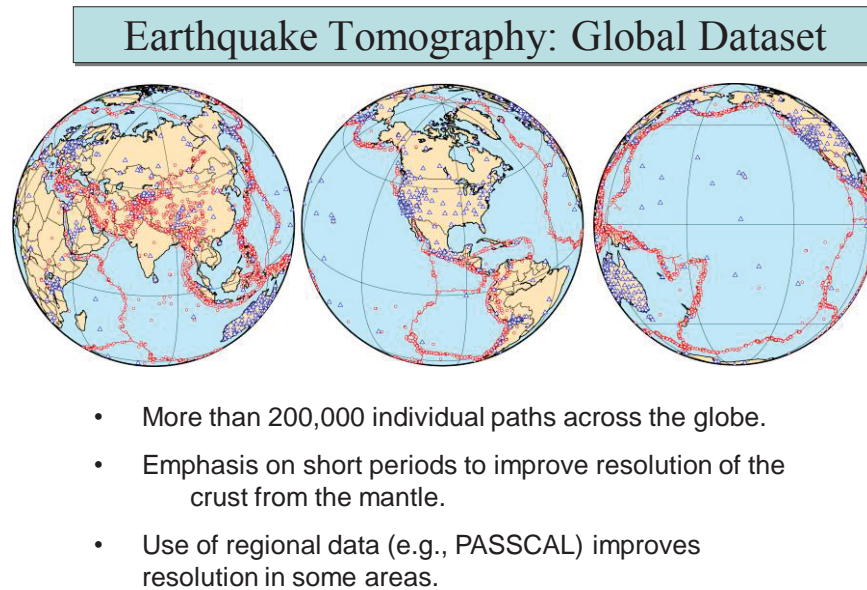 Earthquake Tomography: Global Dataset
• More than 200,000 individual paths across the globe.
• Emphasis on short periods to improve resolution of the
crust from the mantle.
• Use of regional data (e.g., PASSCAL) improves
resolution in some areas.